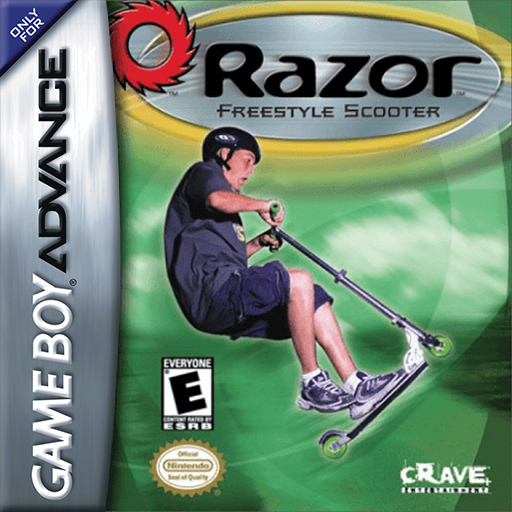 ONLY
FOR
GAME BOY ADVANCE
Razor
FREESTYLE SCOOTER
EVERYONE
E
CONTENT RATED BY
ESRB
Official
Nintendo
Seal of Quality
CRAVE
ENTERTAINMENT